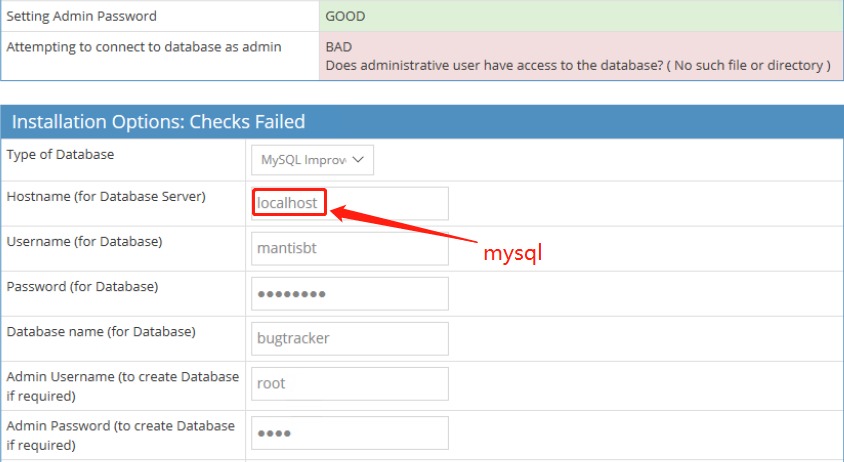 Setting Admin Password
GOOD
Attempting to connect to database as admin
BAD
Does administrative user have access to the database? ( No such file or directory )
Installation Options: Checks Failed
Type of Database
MySQL Improv
Hostname (for Database Server)
localhost
mysql
Username (for Database)
mantisbt
Password (for Database)
••••••••
Database name (for Database)
bugtracker
Admin Username (to create Database
if required)
root
Admin Password (to create Database
if required)
••••